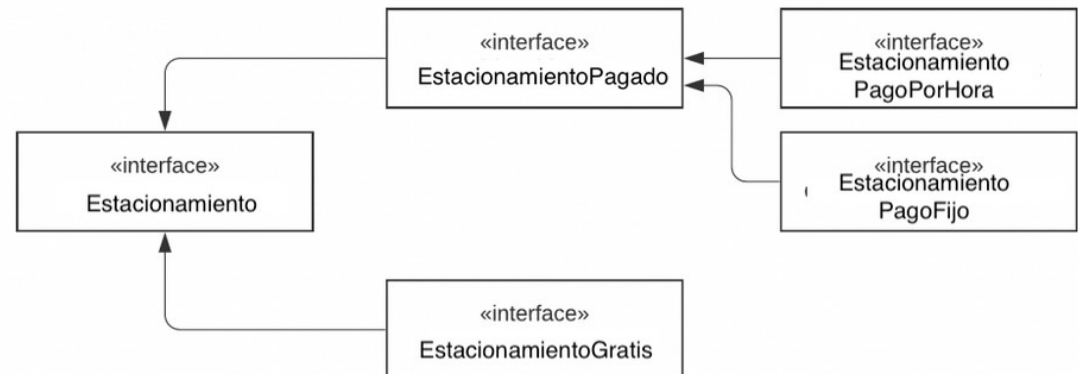 «interface»
EstacionamientoPagado
«interface»
Estacionamiento
PagoPorHora
«interface»
Estacionamiento
«interface»
Estacionamiento
PagoFijo
«interface»
EstacionamientoGratis